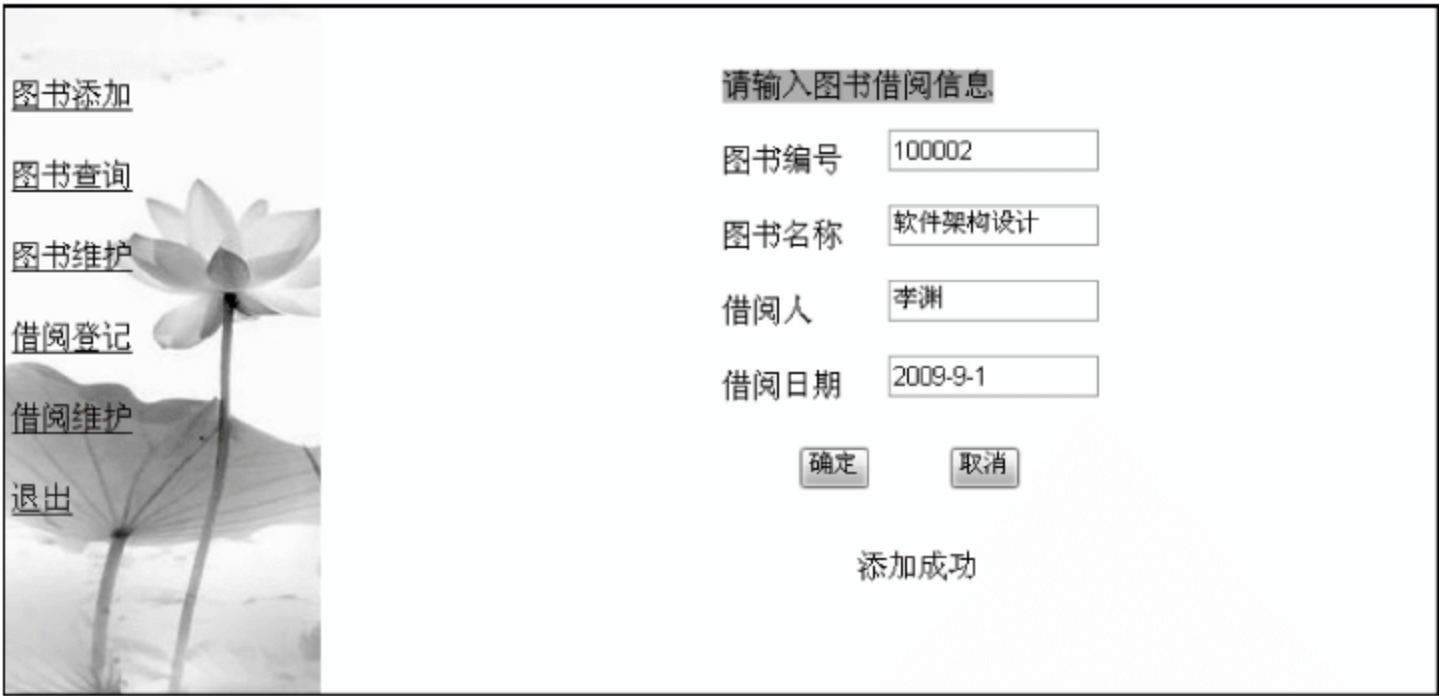 图书添加
图书查询
图书维护
借阅登记
借阅维护
退出
请输入图书借阅信息
图书编号 100002
图书名称 软件架构设计
借阅人 李渊
借阅日期 2009-9-1
确定 取消
添加成功